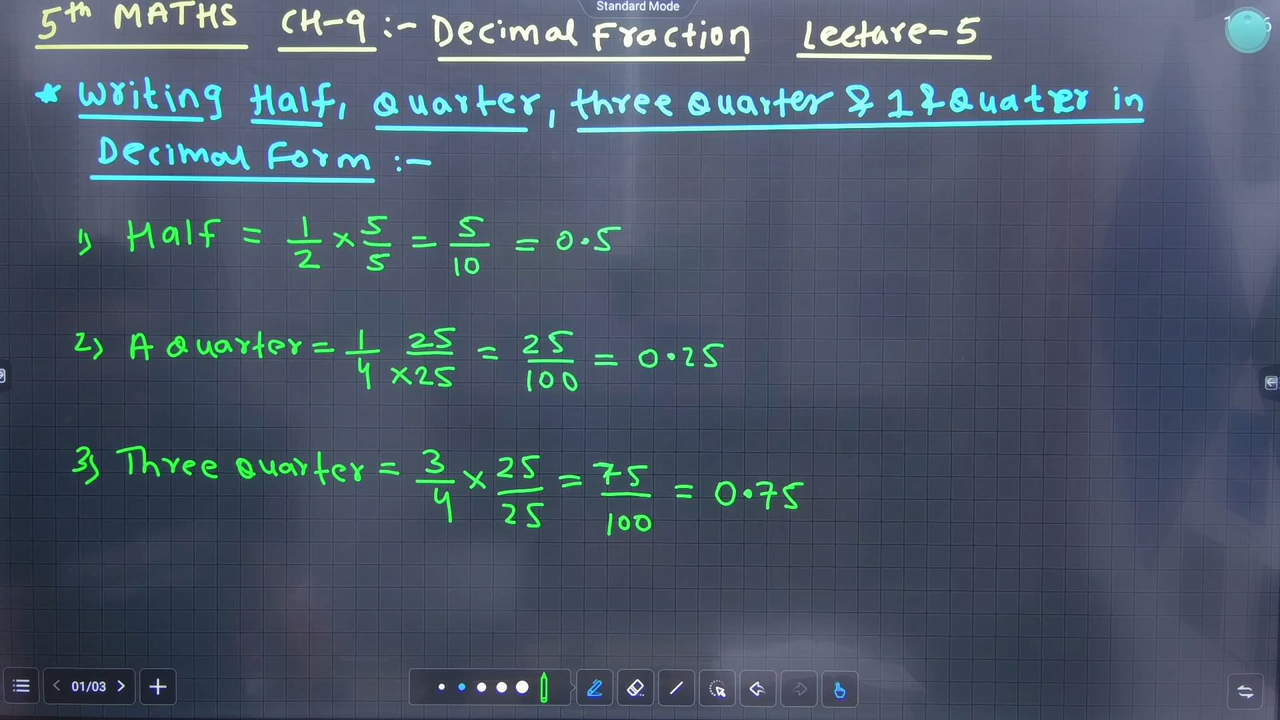 Standard Mode
5th MATHS CH-9:- Decimal Fraction Lecture-5
* Writing Half, Quarter, three Quarter & 1 & Quatrer in
Decimal Form :-
1) Half = 1/2 × 5/5 = 5/10 = 0.5
2) A Quarter = 1/4 25/×25 = 25/100 = 0.25
3) Three Quarter = 3/4 × 25/25 = 75/100 = 0.75
01/03